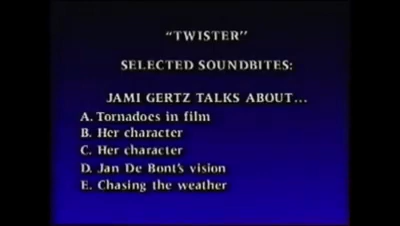 "TWISTER"
SELECTED SOUNDBITES:
JAMI GERTZ TALKS ABOUT...
A. Tornadoes in film
B. Her character
C. Her character
D. Jan De Bont's vision
E. Chasing the weather